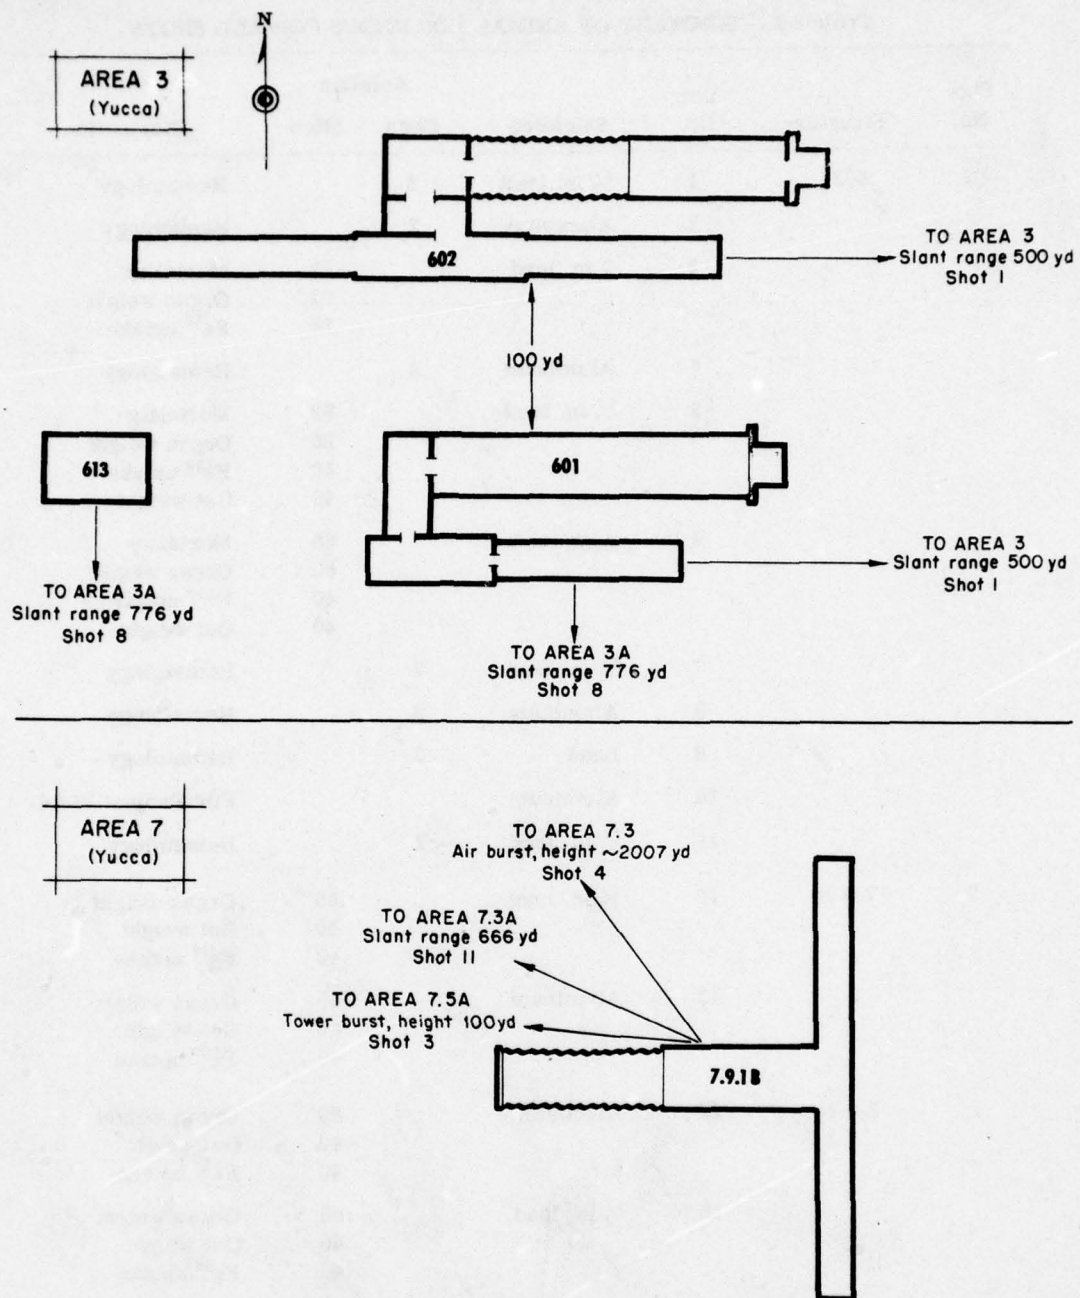 N
AREA 3
(Yucca)
602
TO AREA 3
Slant range 500 yd
Shot 1
100 yd
613
601
TO AREA 3
Slant range 500 yd
Shot 1
TO AREA 3A
Slant range 776 yd
Shot 8
TO AREA 3A
Slant range 776 yd
Shot 8
AREA 7
(Yucca)
TO AREA 7.3
Air burst, height ~2007 yd
Shot 4
TO AREA 7.3A
Slant range 666 yd
Shot 11
TO AREA 7.5A
Tower burst, height 100 yd
Shot 3
7.9.1B